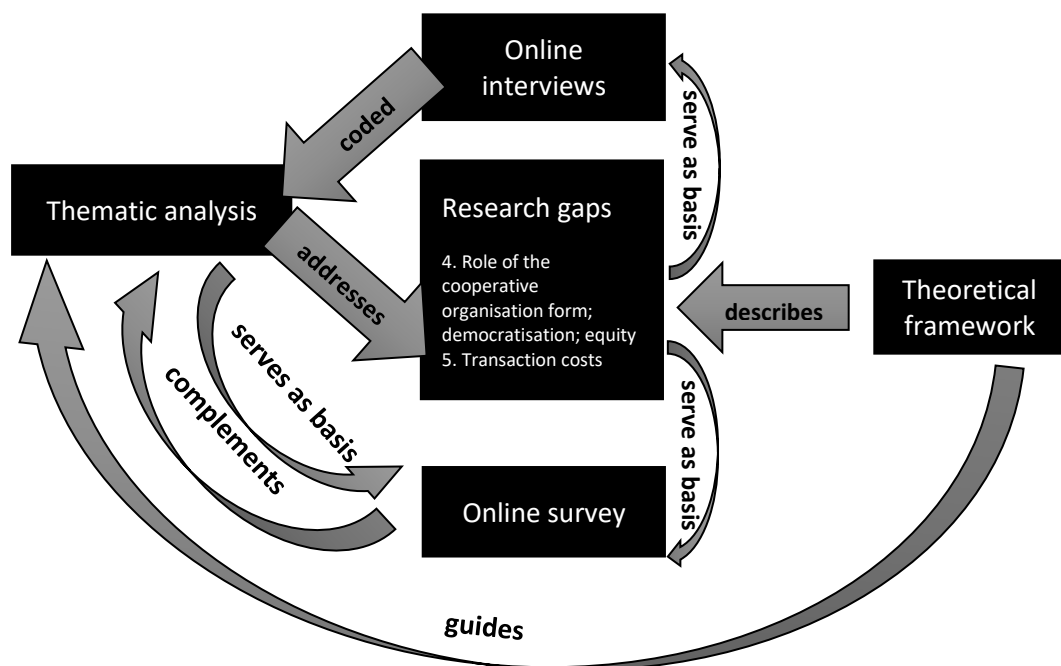 Online
interviews
coded
serve as basis
Thematic analysis
Research gaps
4. Role of the
cooperative
organisation form;
democratisation; equity
5. Transaction costs
addresses
describes
Theoretical
framework
serves as basis
complements
serve as basis
Online survey
guides